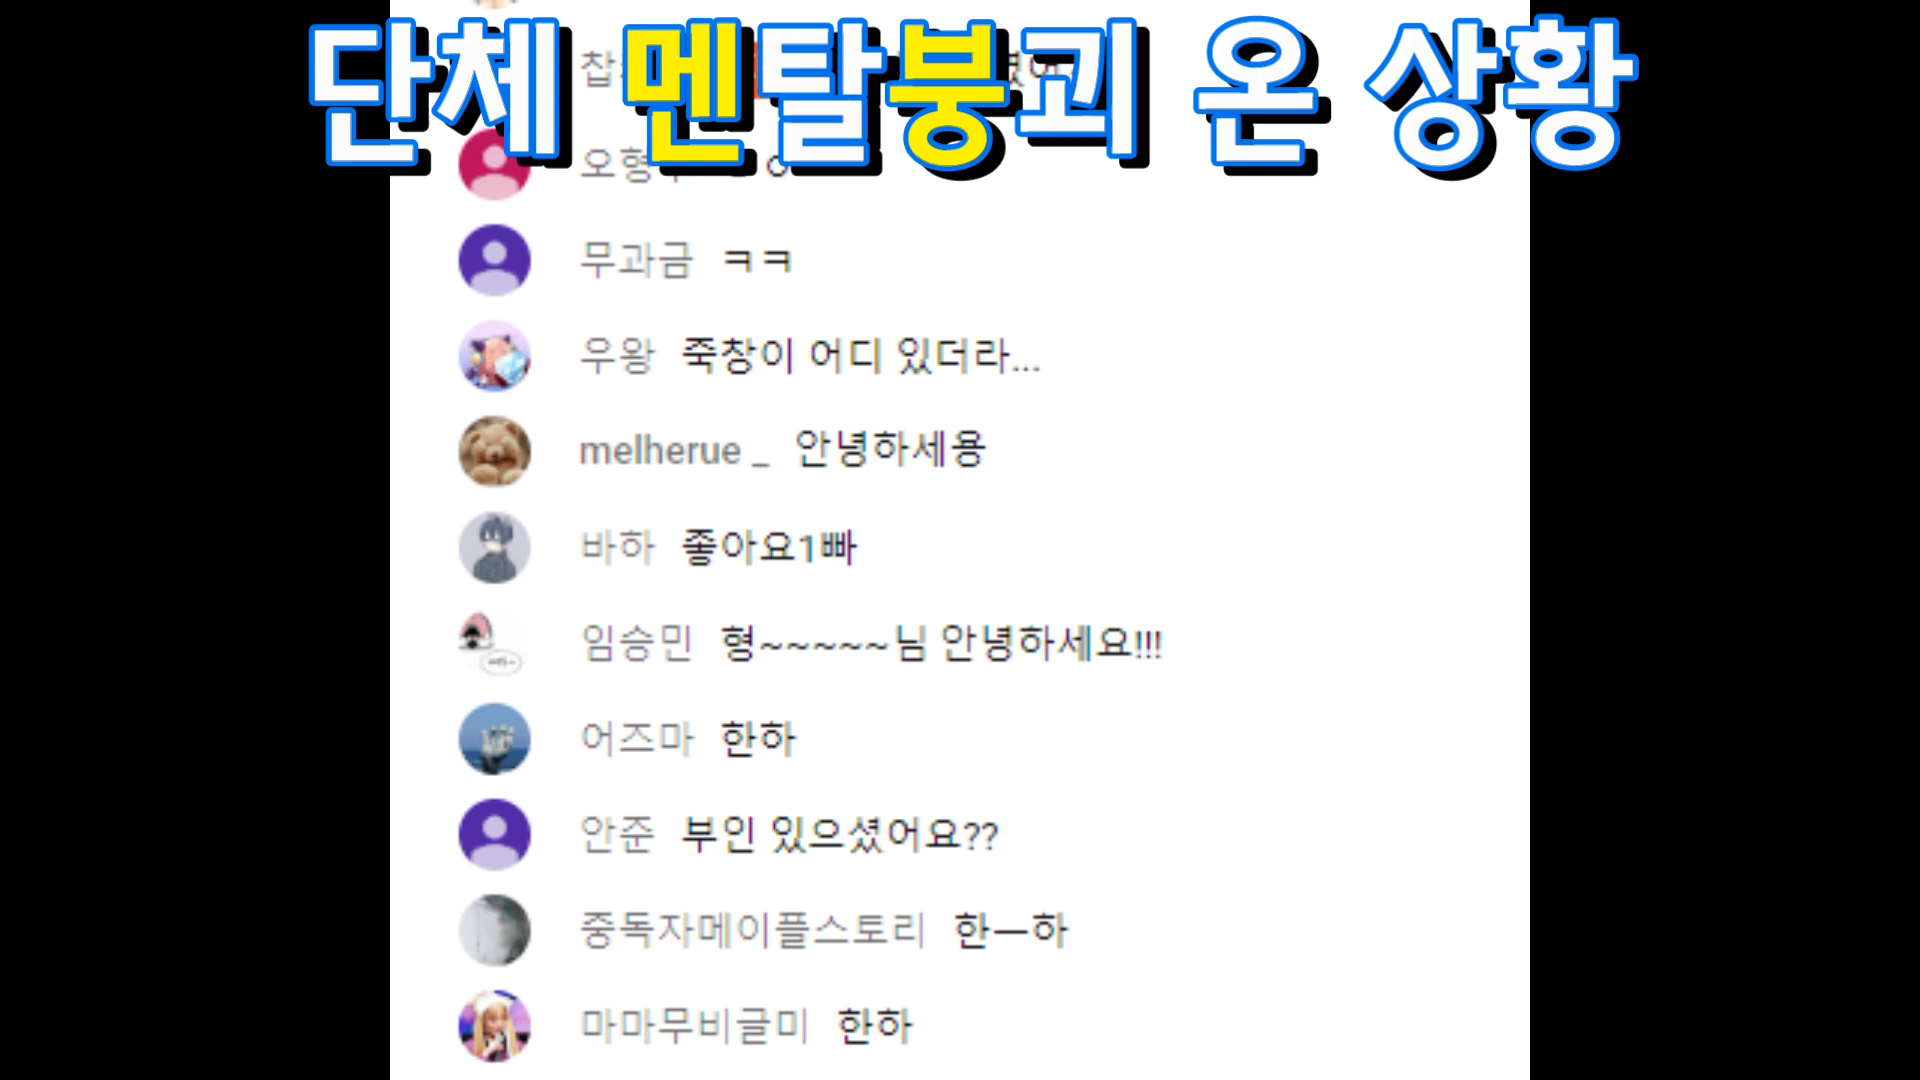 단체 멘탈붕괴 온 상황
무과금 ㅋㅋ
우왕 죽창이 어디 있더라...
melherue _ 안녕하세용
바하 좋아요1빠
임승민 형~~~~~님 안녕하세요!!!
어즈마 한하
안준 부인 있으셨어요??
중독자메이플스토리 한ㅡ하
마마무비글미 한하